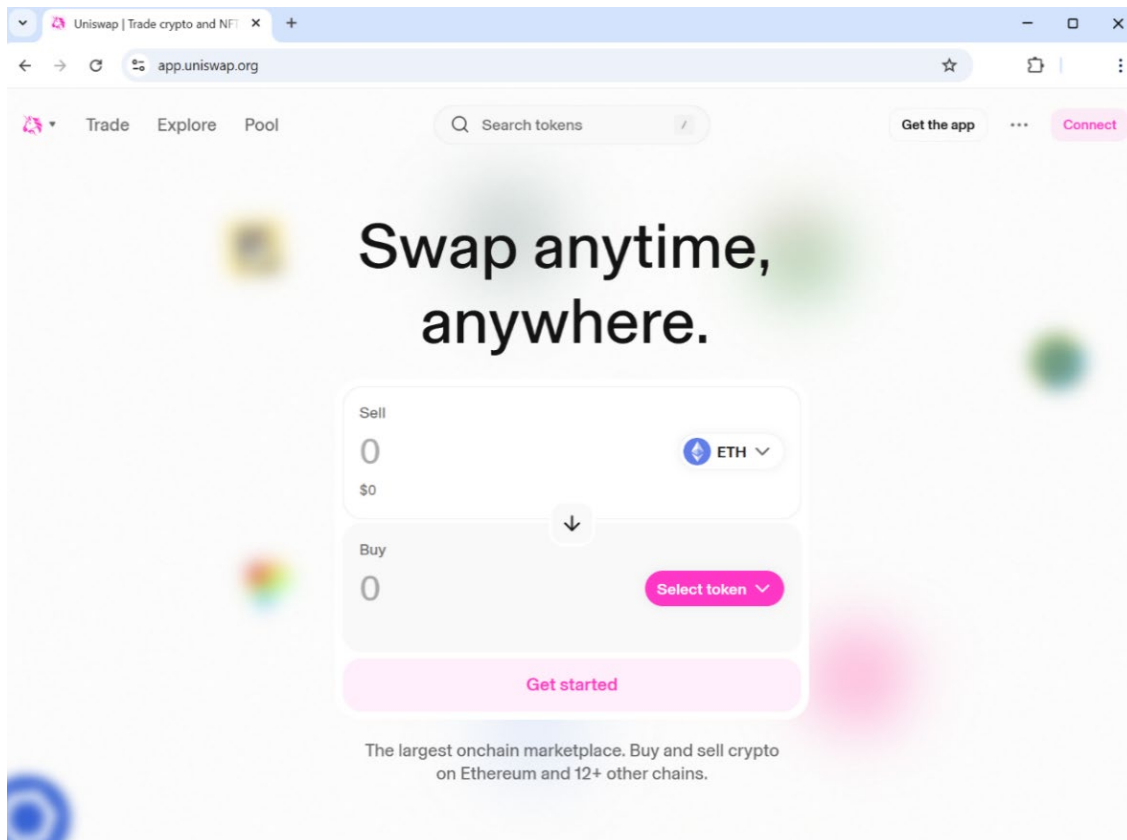 Uniswap | Trade crypto and NFT
app.uniswap.org
Trade Explore Pool
Search tokens /
Get the app
Connect
Swap anytime,
anywhere.
Sell
0
ETH
$0
Buy
0
Select token
Get started
The largest onchain marketplace. Buy and sell crypto
on Ethereum and 12+ other chains.